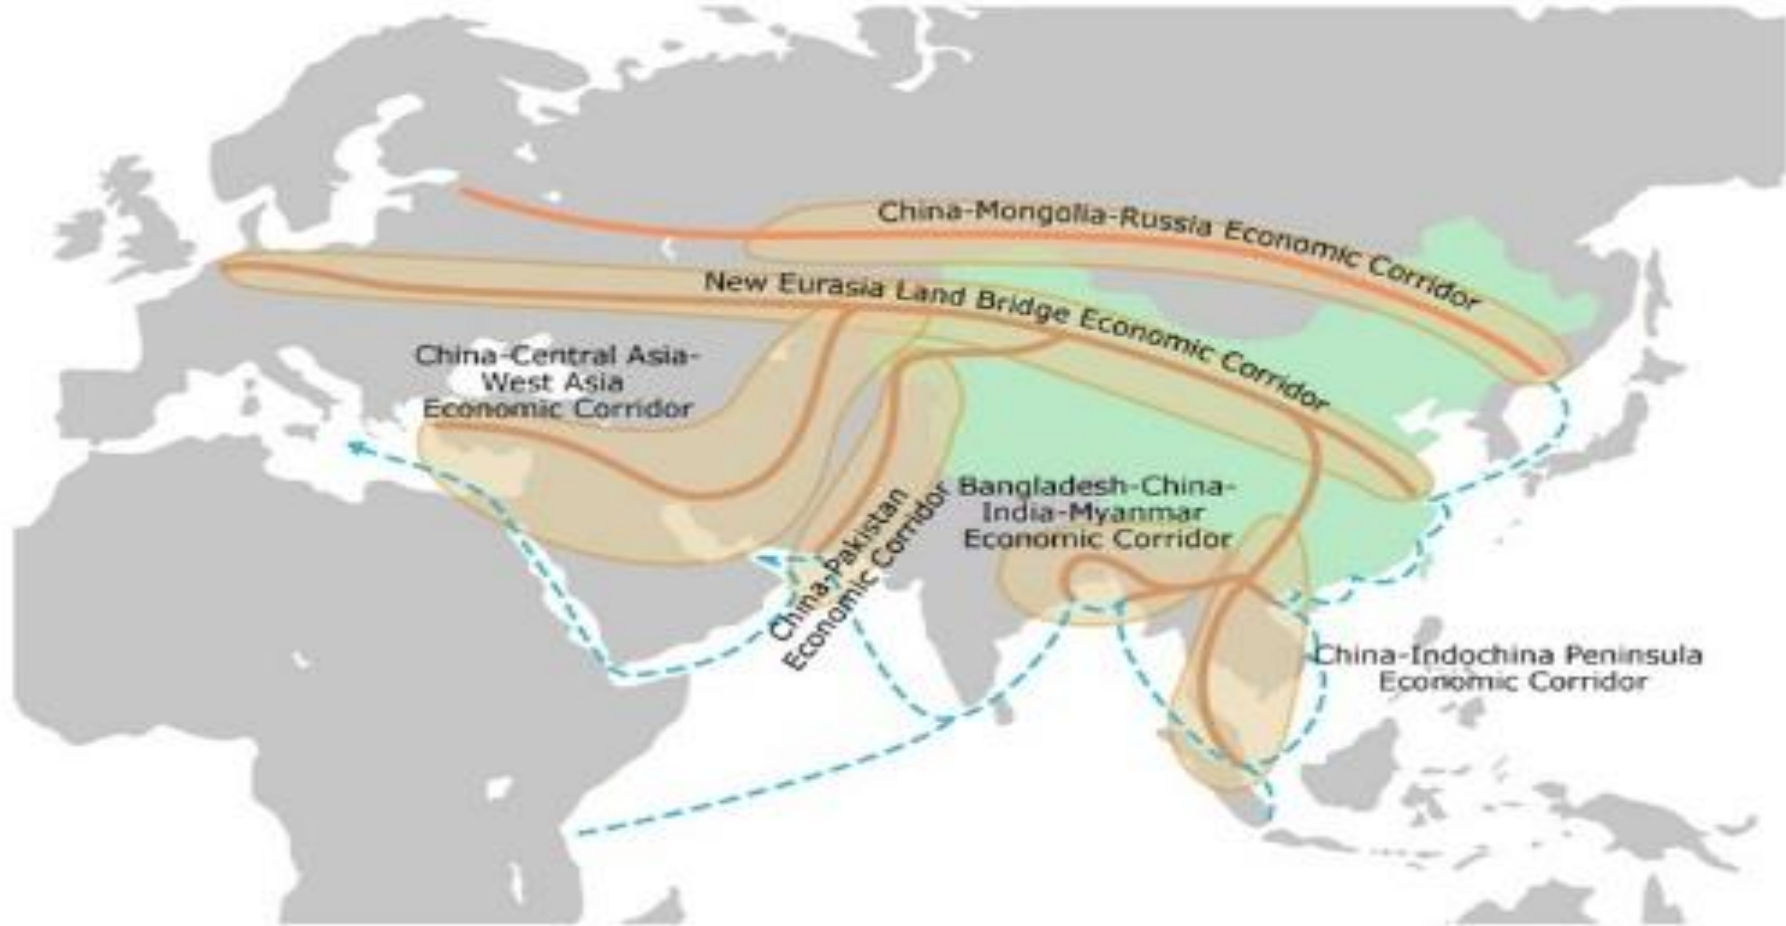 China-Mongolia-Russia Economic Corridor
New Eurasia Land Bridge Economic Corridor
China-Central Asia-
West Asia
Economic Corridor
China-Pakistan
Economic Corridor
Bangladesh-China-
India-Myanmar
Economic Corridor
China-Indochina Peninsula
Economic Corridor